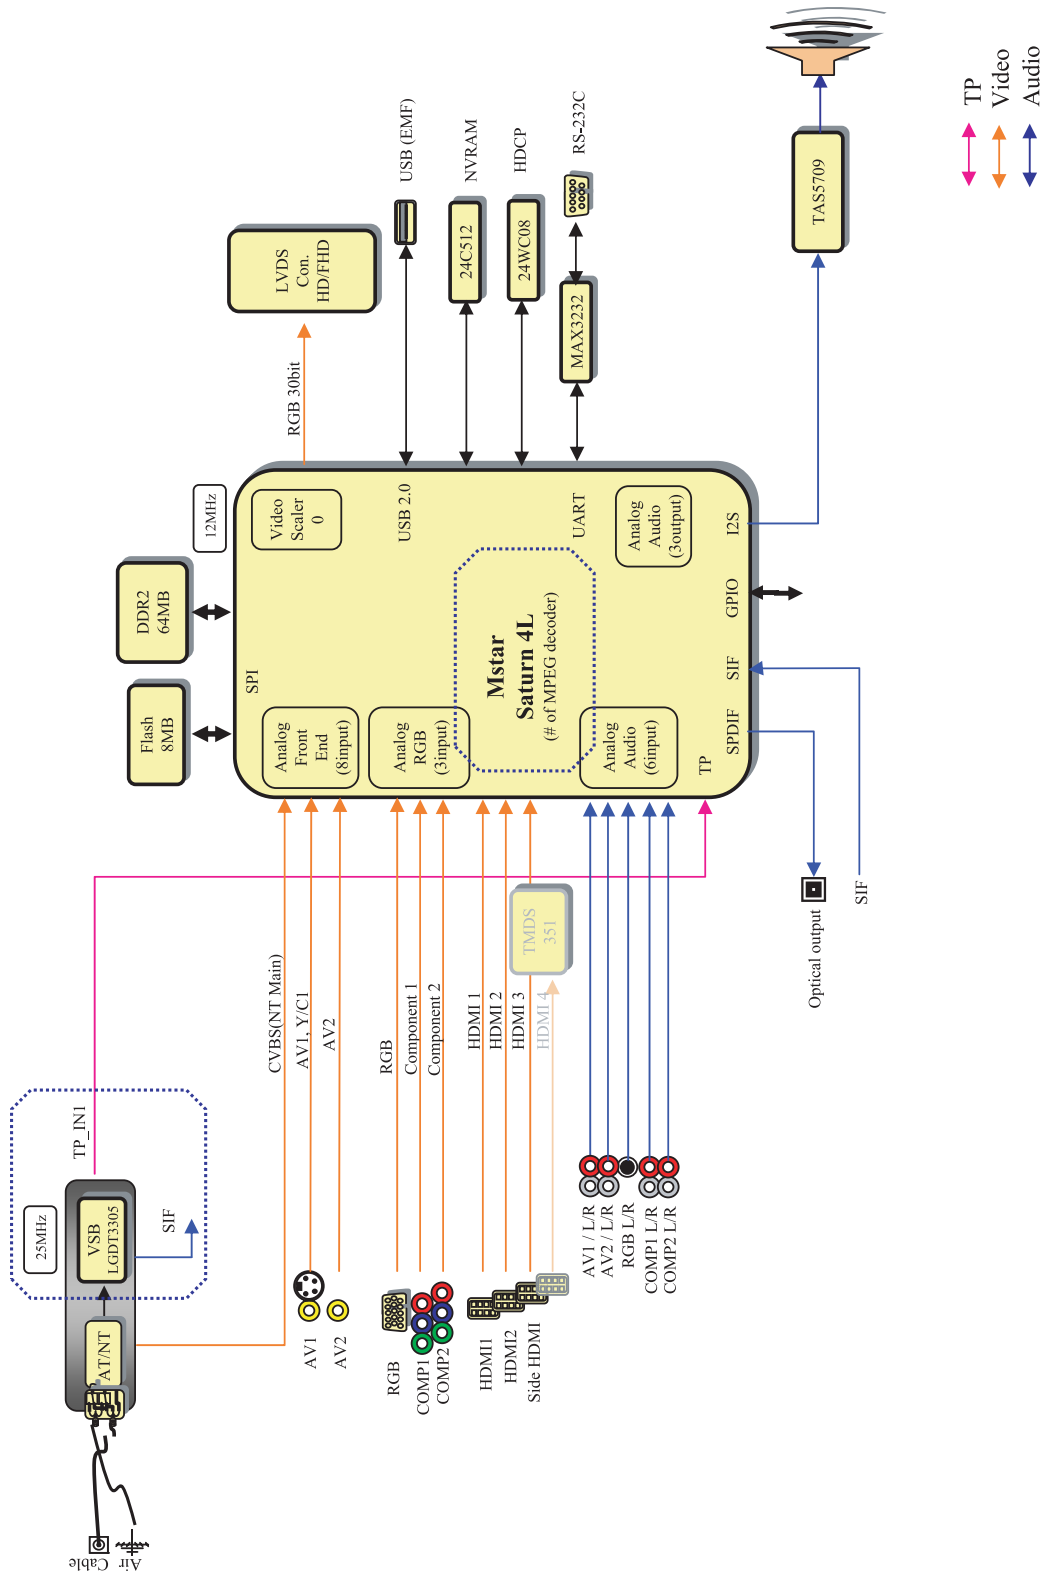 Cable
Air
AT/NT
VSB
LGDT3305
25MHz
TP_IN1
SIF
CVBS(NT Main)
AV1, Y/C1
AV2
RGB
Component 1
Component 2
HDMI 1
HDMI 2
HDMI 3
HDMI 4
TMDS
351
AV1
AV2
RGB
COMP1
COMP2
HDMI1
HDMI2
Side HDMI
AV1 / L/R
AV2 / L/R
RGB L/R
COMP1 L/R
COMP2 L/R
Optical output
SIF
Flash
8MB
DDR2
64MB
12MHz
SPI
Analog
Front
End
(8input)
Analog
RGB
(3input)
Analog
Audio
(6input)
TP
Mstar
Saturn 4L
(# of MPEG decoder)
Video
Scaler
0
USB 2.0
UART
Analog
Audio
(3output)
SPDIF
SIF
GPIO
I2S
RGB 30bit
LVDS
Con.
HD/FHD
USB (EMF)
24C512
NVRAM
24WC08
HDCP
MAX3232
RS-232C
TAS5709
TP
Video
Audio